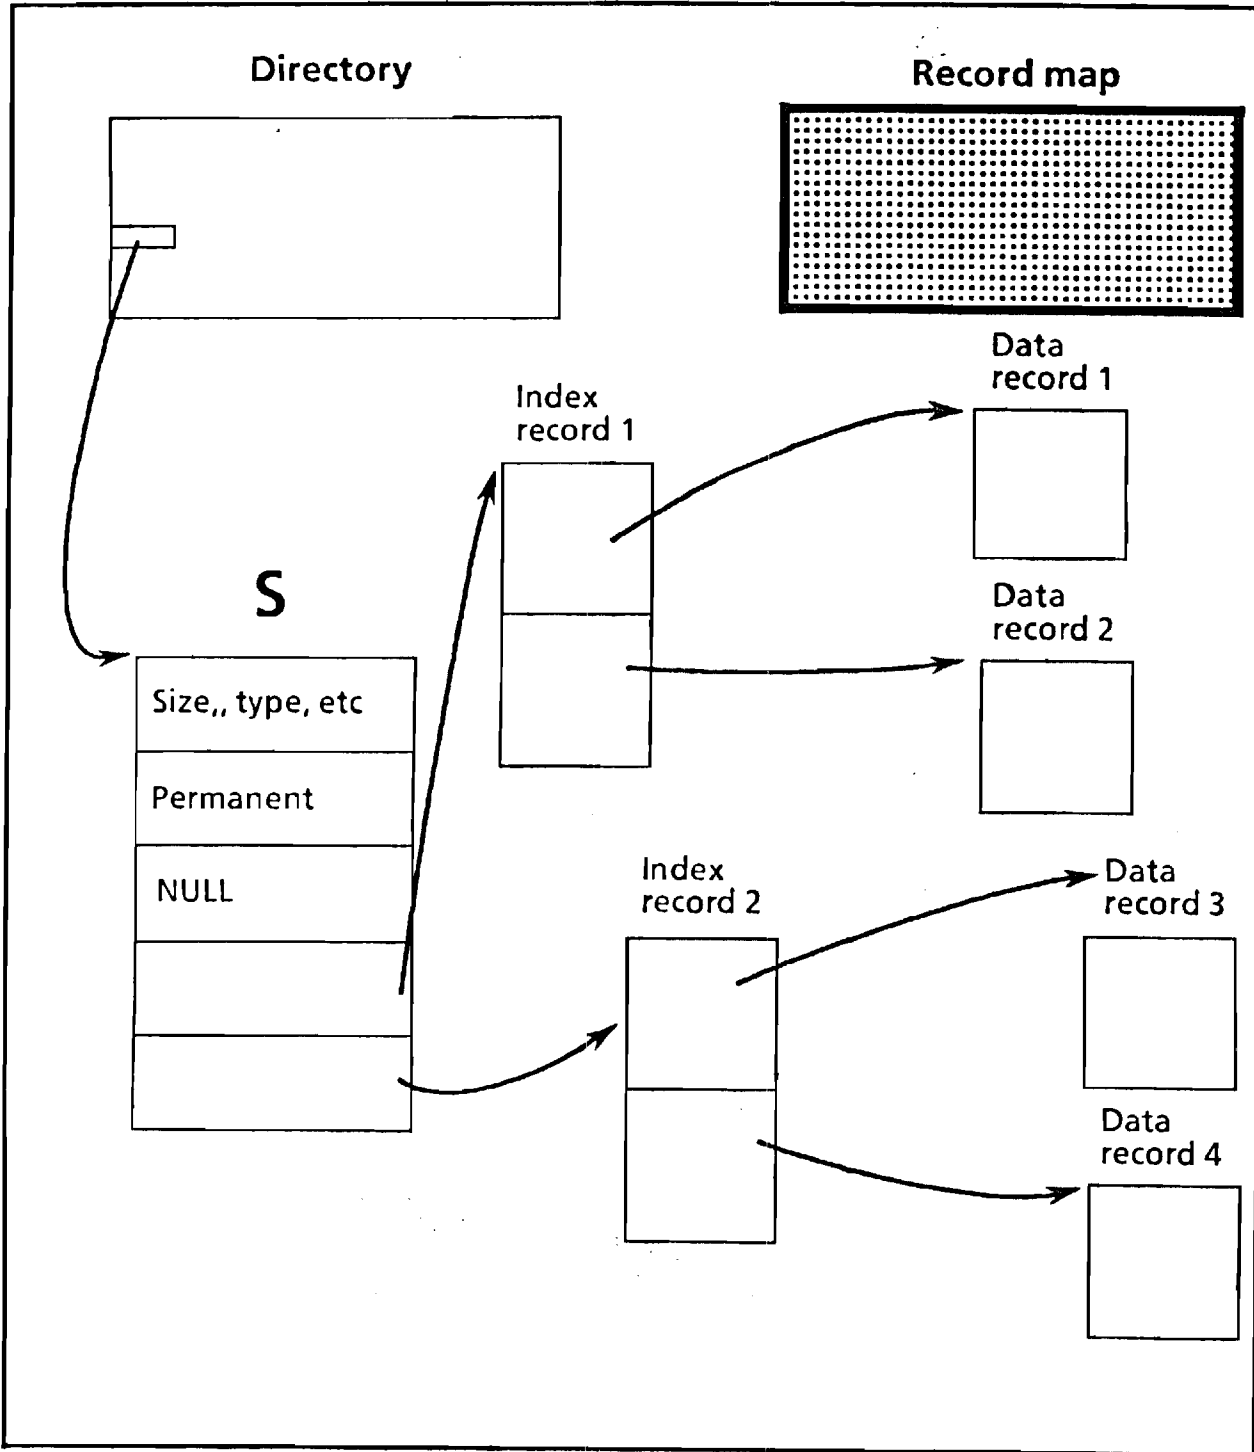 Directory
Record map
Data
record 1
Index
record 1
Data
record 2
S
Size,, type, etc
Permanent
NULL
Index
record 2
Data
record 3
Data
record 4